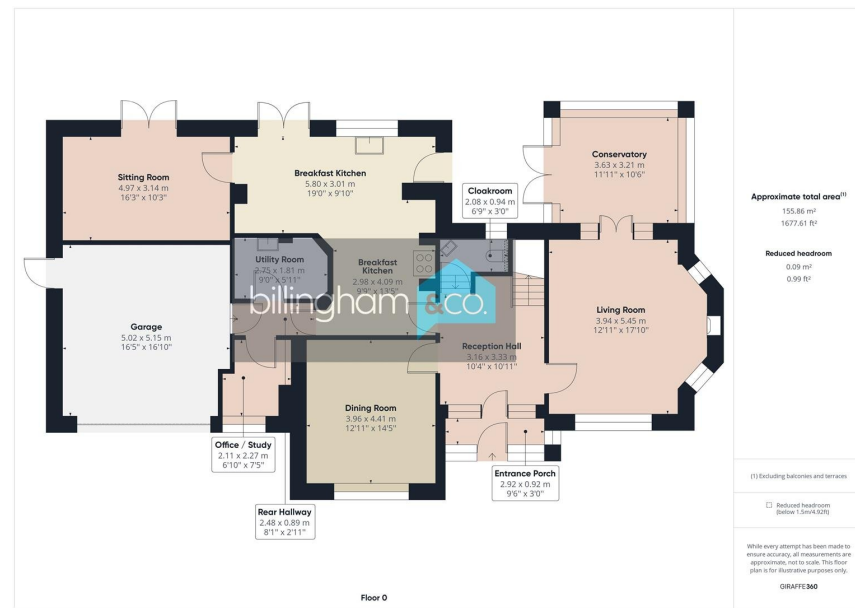 Sitting Room
4.97 x 3.14 m
16'3" x 10'3"
Breakfast Kitchen
5.80 x 3.01 m
19'0" x 9'10"
Cloakroom
2.08 x 0.94 m
6'9" x 3'0"
Conservatory
3.63 x 3.21 m
11'11" x 10'6"
Utility Room
2.75 x 1.81 m
9'0" x 5'11"
Breakfast
Kitchen
2.98 x 4.09 m
9'9" x 13'5"
billingham &co.
Garage
5.02 x 5.15 m
16'5" x 16'10"
Reception Hall
3.16 x 3.33 m
10'4" x 10'11"
Living Room
3.94 x 5.45 m
12'11" x 17'10"
Dining Room
3.96 x 4.41 m
12'11" x 14'5"
Office / Study
2.11 x 2.27 m
6'10" x 7'5"
Entrance Porch
2.92 x 0.92 m
9'6" x 3'0"
Rear Hallway
2.48 x 0.89 m
8'1" x 2'11"
Floor 0
Approximate total area(1)
155.86 m²
1677.61 ft²
Reduced headroom
0.09 m²
0.99 ft²
(1) Excluding balconies and terraces
Reduced headroom
(below 1.5m/4.92ft)
While every attempt has been made to
ensure accuracy, all measurements are
approximate, not to scale. This floor
plan is for illustrative purposes only.
GIRAFFE360